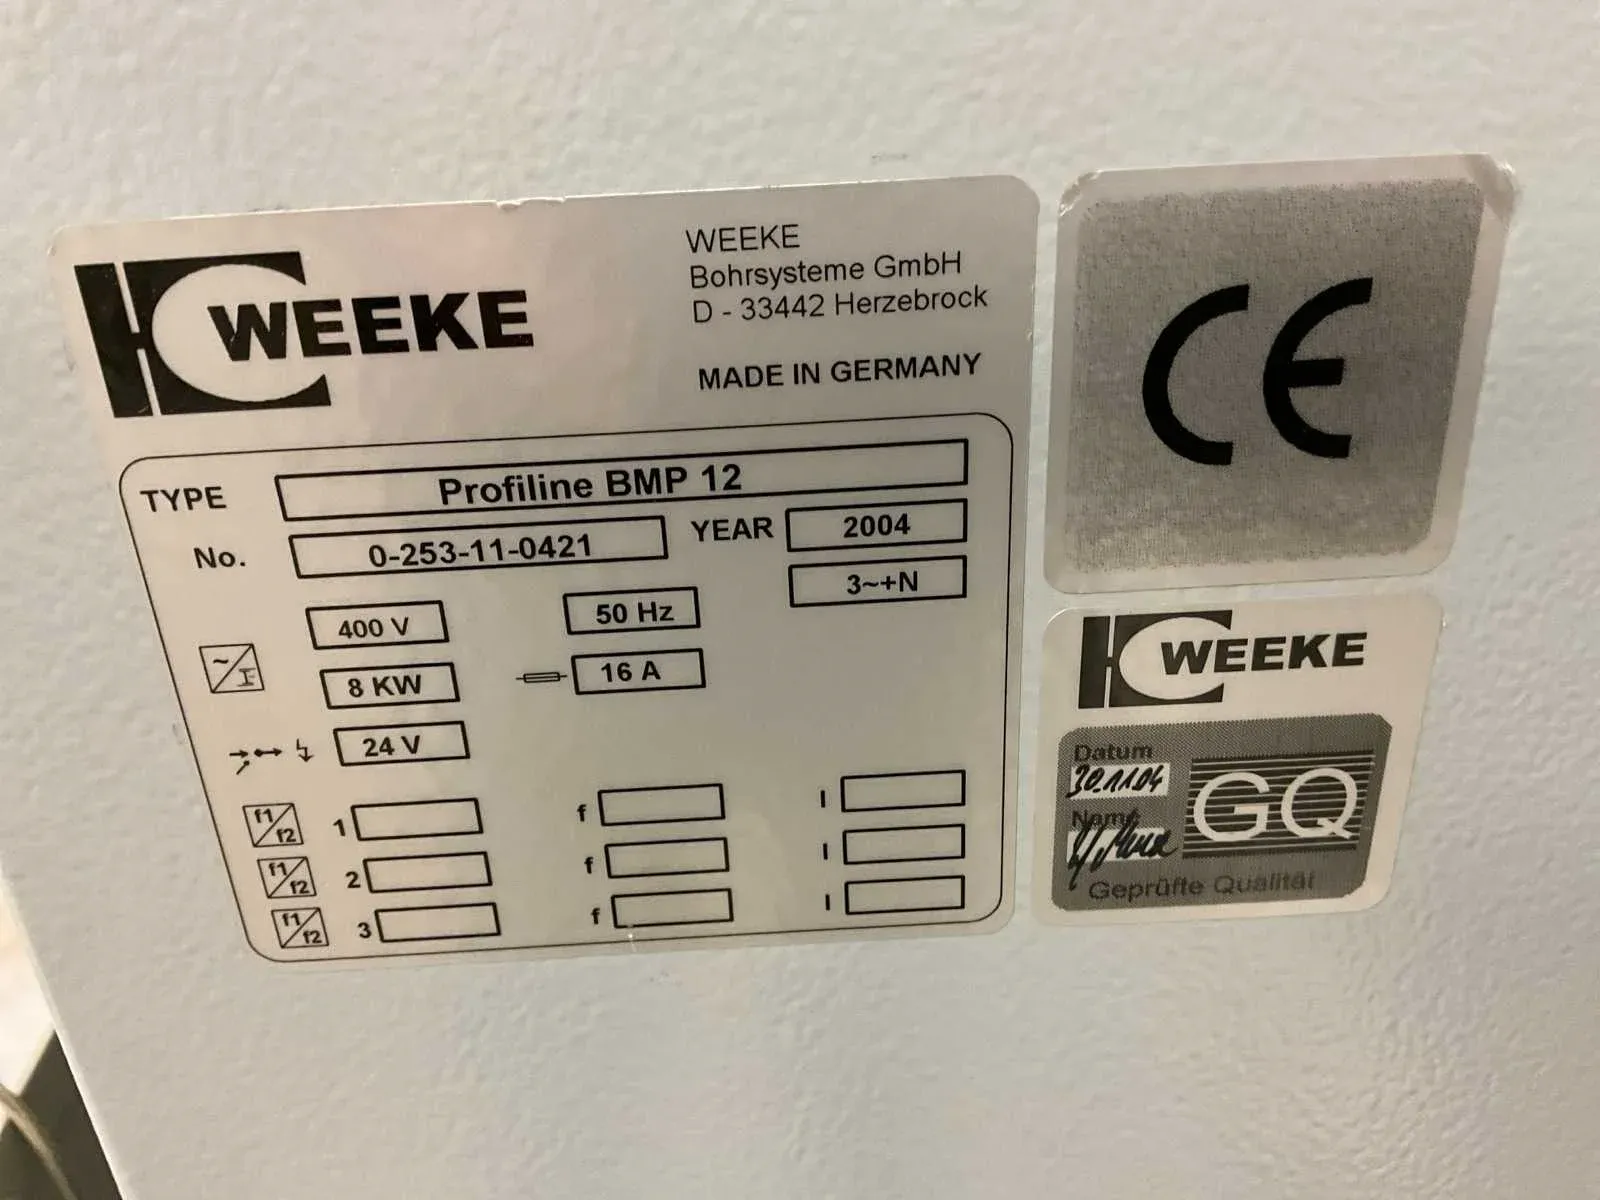 WEEKE
WEEKE
Bohrsysteme GmbH
D - 33442 Herzebrock
MADE IN GERMANY
TYPE Profiline BMP 12
No. 0-253-11-0421 YEAR 2004
3~+N
400 V 50 Hz
8 KW 16 A
24 V
f1/f2 1 f I
f1/f2 2 f I
f1/f2 3 f I
CE
WEEKE
Datum
30.11.04
Name
GQ
Geprüfte Qualität